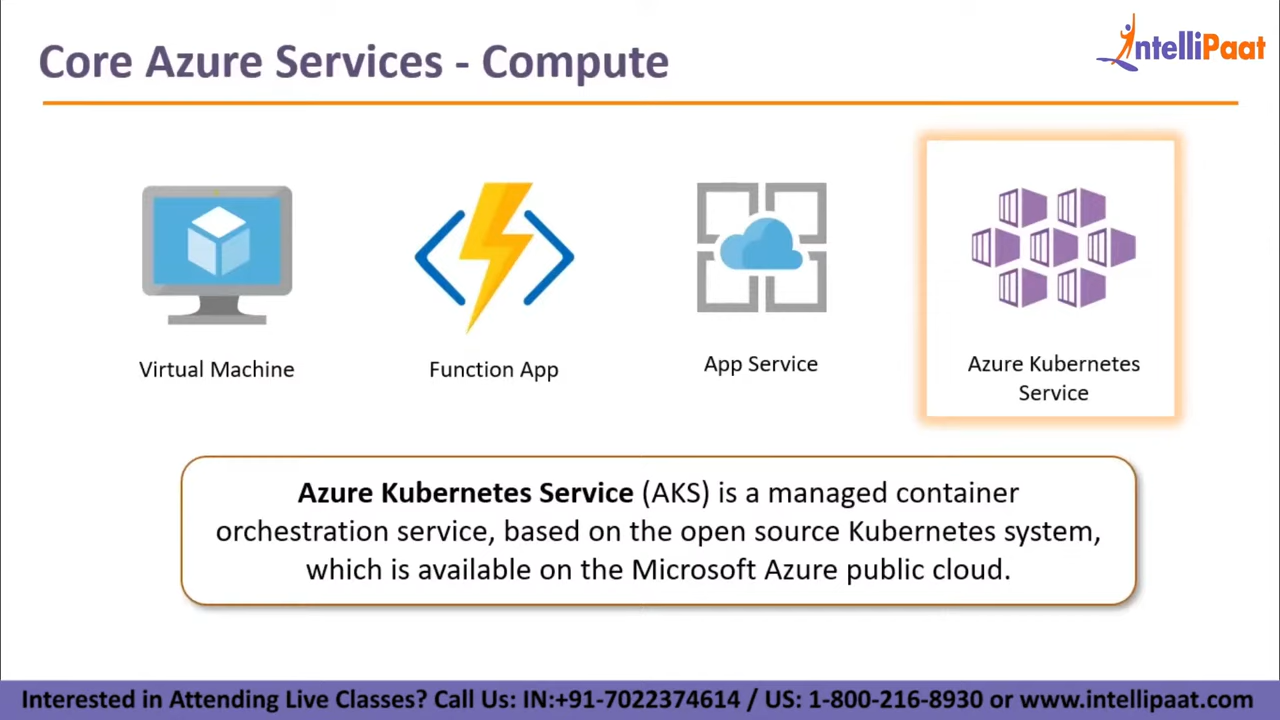 Core Azure Services - Compute
IntelliPaat
Virtual Machine
Function App
App Service
Azure Kubernetes
Service
Azure Kubernetes Service (AKS) is a managed container
orchestration service, based on the open source Kubernetes system,
which is available on the Microsoft Azure public cloud.
Interested in Attending Live Classes? Call Us: IN:+91-7022374614 / US: 1-800-216-8930 or www.intellipaat.com